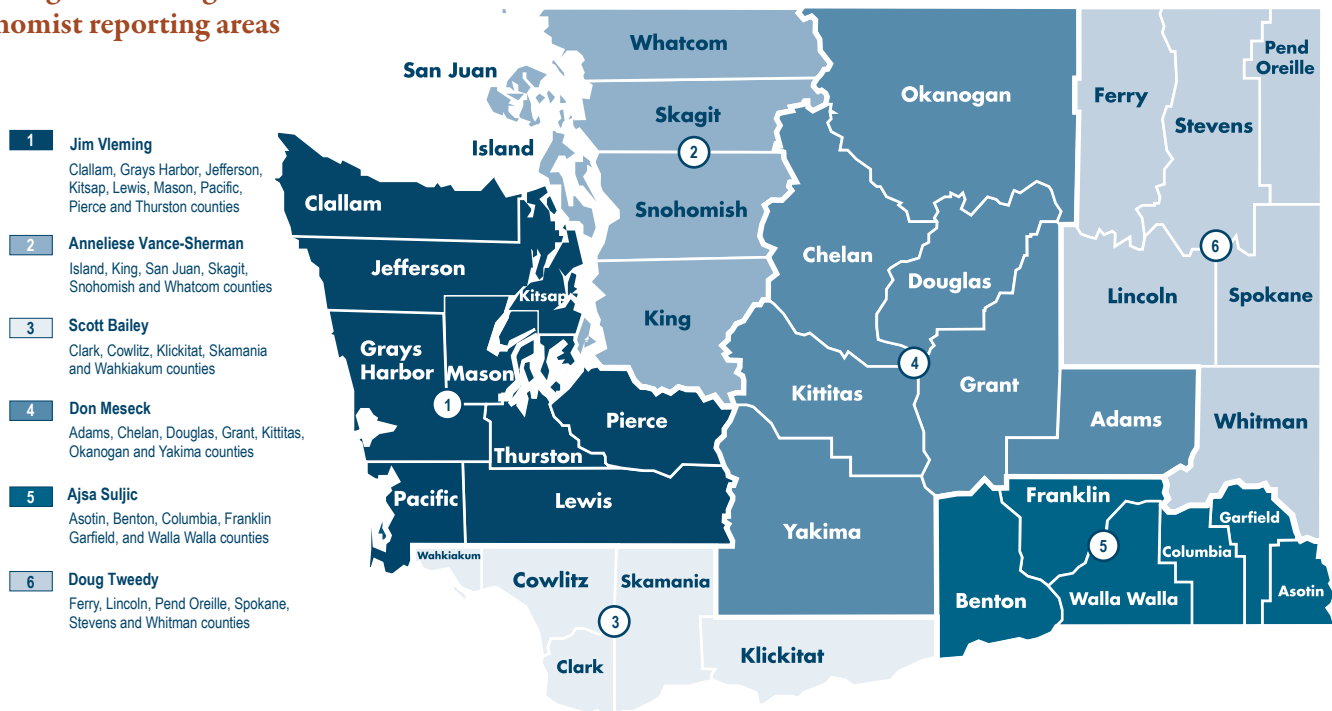 nomist reporting areas
1
Jim Vleming
Clallam, Grays Harbor, Jefferson,
Kitsap, Lewis, Mason, Pacific,
Pierce and Thurston counties
2
Anneliese Vance-Sherman
Island, King, San Juan, Skagit,
Snohomish and Whatcom counties
3
Scott Bailey
Clark, Cowlitz, Klickitat, Skamania
and Wahkiakum counties
4
Don Meseck
Adams, Chelan, Douglas, Grant, Kittitas,
Okanogan and Yakima counties
5
Ajsa Suljic
Asotin, Benton, Columbia, Franklin
Garfield, and Walla Walla counties
6
Doug Tweedy
Ferry, Lincoln, Pend Oreille, Spokane,
Stevens and Whitman counties
Whatcom
San Juan
Skagit
Island
2
Snohomish
King
Clallam
Jefferson
Kitsap
Grays
Harbor
Mason
1
Pierce
Thurston
Pacific
Lewis
Wahkiakum
Cowlitz
Skamania
3
Clark
Klickitat
Okanogan
Chelan
Douglas
4
Kittitas
Grant
Adams
Yakima
Ferry
Stevens
Pend
Oreille
6
Lincoln
Spokane
Whitman
Franklin
5
Benton
Walla Walla
Columbia
Garfield
Asotin